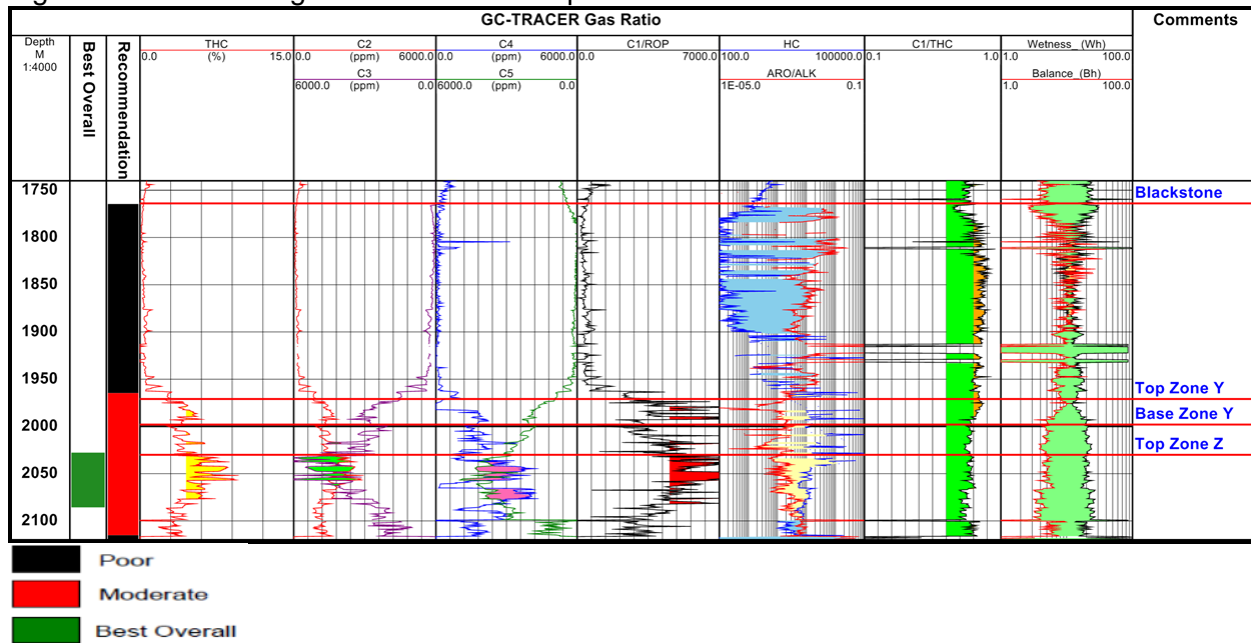 GC-TRACER Gas Ratio
Comments
Depth
M
1:4000
Best Overall
Recommendation
THC
0.0 (%) 15.0
C2
0.0 (ppm) 6000.0
C3
6000.0 (ppm) 0.0
C4
0.0 (ppm) 6000.0
C5
6000.0 (ppm) 0.0
C1/ROP
0.0 7000.0
HC
100.0 100000.0
ARO/ALK
1E-05.0 0.1
C1/THC
0.1 1.0
Wetness_(Wh)
1.0 100.0
Balance_(Bh)
1.0 100.0
1750
Blackstone
1800
1850
1900
1950
Top Zone Y
Base Zone Y
2000
Top Zone Z
2050
2100
Poor
Moderate
Best Overall